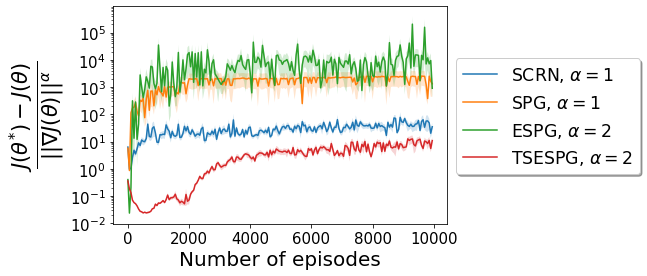 J(θ*) − J(θ)
||∇J(θ)||^α
10^5
10^4
10^3
10^2
10^1
10^0
10^−1
10^−2
0 2000 4000 6000 8000 10000
Number of episodes
SCRN, α = 1
SPG, α = 1
ESPG, α = 2
TSESPG, α = 2